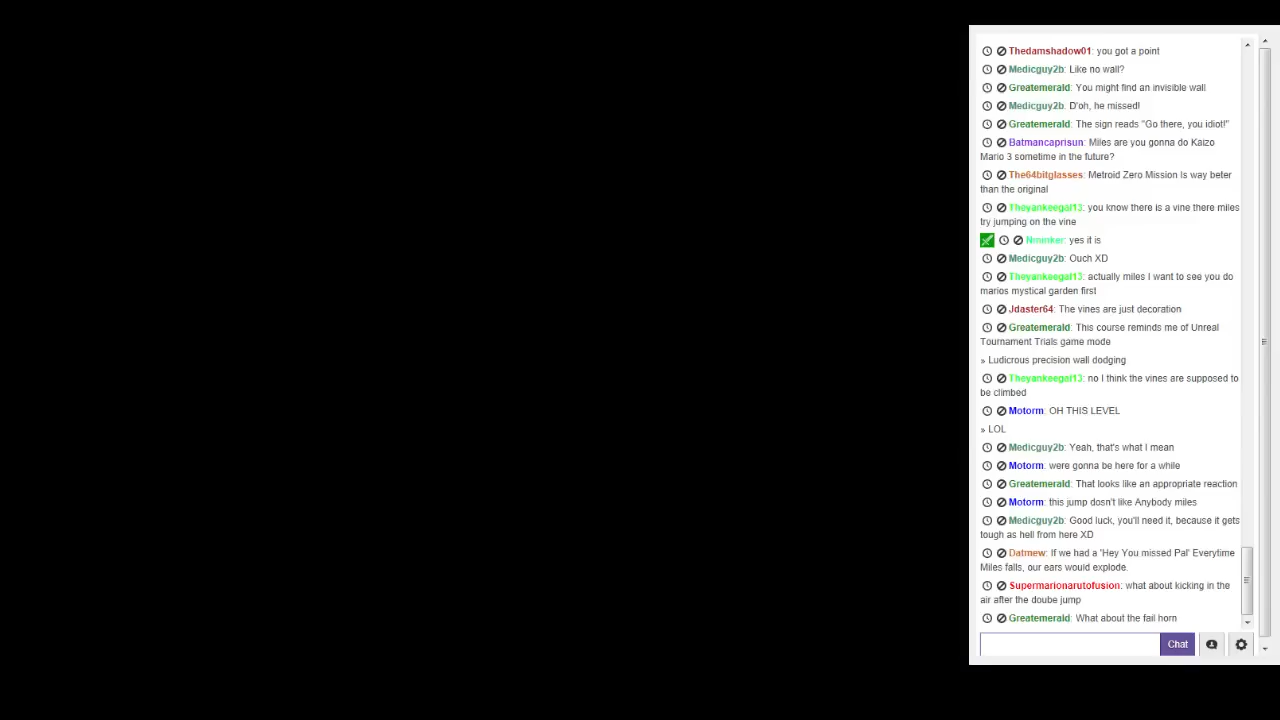 Thedamshadow01: you got a point
Medicguy2b: Like no wall?
Greatemerald: You might find an invisible wall
Medicguy2b: D'oh, he missed!
Greatemerald: The sign reads "Go there, you idiot!"
Batmancaprisun: Miles are you gonna do Kaizo
Mario 3 sometime in the future?
The64bitglasses: Metroid Zero Mission Is way beter
than the original
Theyankeegal13: you know there is a vine there miles
try jumping on the vine
Nrminker: yes it is
Medicguy2b: Ouch XD
Theyankeegal13: actually miles I want to see you do
marios mystical garden first
Jdaster64: The vines are just decoration
Greatemerald: This course reminds me of Unreal
Tournament Trials game mode
» Ludicrous precision wall dodging
Theyankeegal13: no I think the vines are supposed to
be climbed
Motorm: OH THIS LEVEL
» LOL
Medicguy2b: Yeah, that's what I mean
Motorm: were gonna be here for a while
Greatemerald: That looks like an appropriate reaction
Motorm: this jump dosn't like Anybody miles
Medicguy2b: Good luck, you'll need it, because it gets
tough as hell from here XD
Datmew: If we had a 'Hey You missed Pal' Everytime
Miles falls, our ears would explode.
Supermarionarutofusion: what about kicking in the
air after the doube jump
Greatemerald: What about the fail horn
Chat